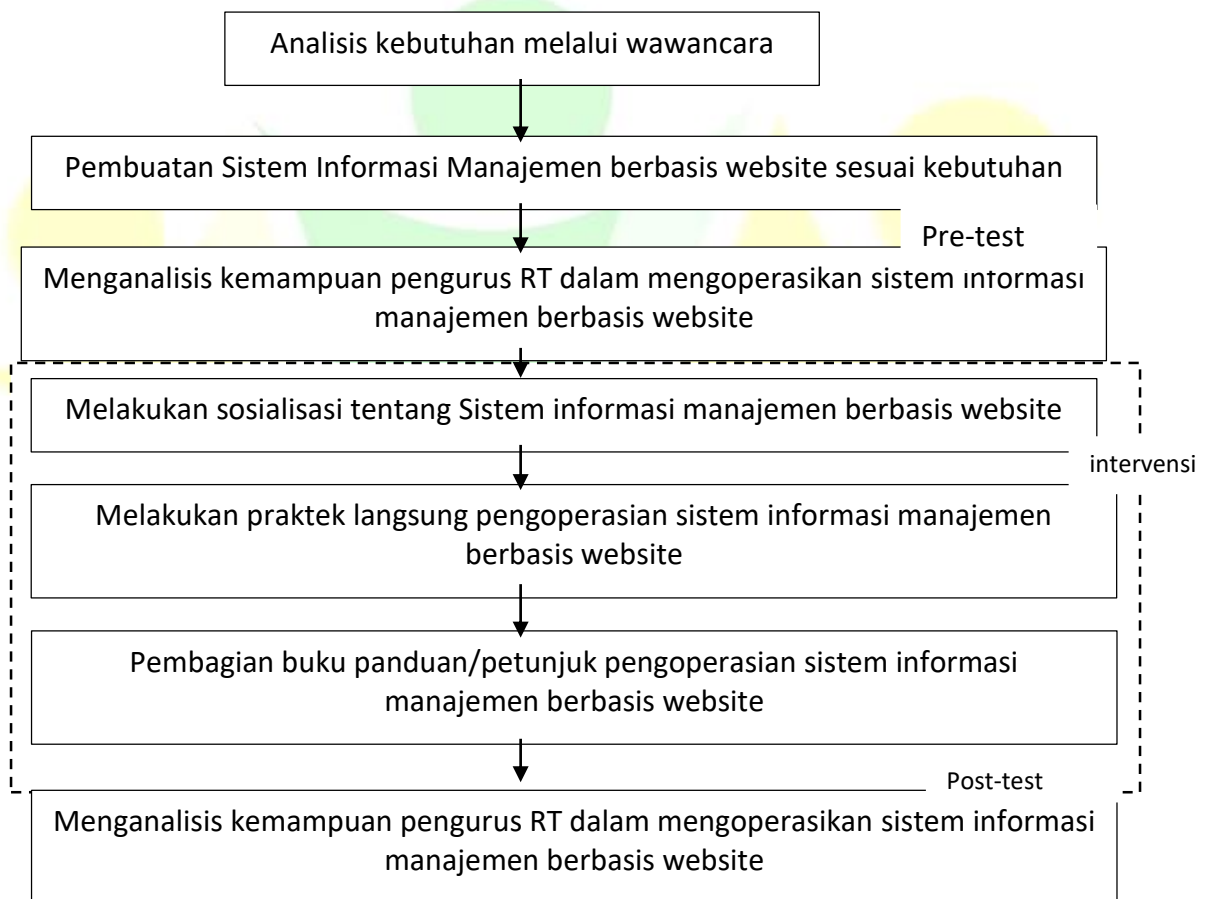 Analisis kebutuhan melalui wawancara
Pembuatan Sistem Informasi Manajemen berbasis website sesuai kebutuhan
Pre-test
Menganalisis kemampuan pengurus RT dalam mengoperasikan sistem informasi
manajemen berbasis website
Melakukan sosialisasi tentang Sistem informasi manajemen berbasis website
intervensi
Melakukan praktek langsung pengoperasian sistem informasi manajemen
berbasis website
Pembagian buku panduan/petunjuk pengoperasian sistem informasi
manajemen berbasis website
Post-test
Menganalisis kemampuan pengurus RT dalam mengoperasikan sistem informasi
manajemen berbasis website